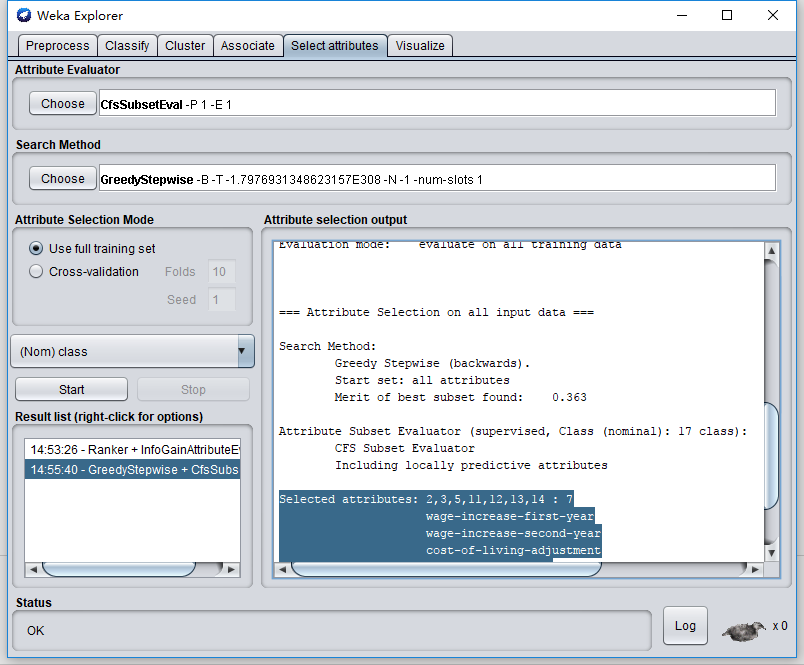 Weka Explorer
Preprocess Classify Cluster Associate Select attributes Visualize
Attribute Evaluator
Choose CfsSubsetEval -P 1 -E 1
Search Method
Choose GreedyStepwise -B -T -1.7976931348623157E308 -N -1 -num-slots 1
Attribute Selection Mode
Use full training set
Cross-validation Folds 10
Seed 1
(Nom) class
Start Stop
Result list (right-click for options)
14:53:26 - Ranker + InfoGainAttributeE
14:55:40 - GreedyStepwise + CfsSubs
Attribute selection output
Evaluation mode: evaluate on all training data
=== Attribute Selection on all input data ===
Search Method:
Greedy Stepwise (backwards).
Start set: all attributes
Merit of best subset found: 0.363
Attribute Subset Evaluator (supervised, Class (nominal): 17 class):
CFS Subset Evaluator
Including locally predictive attributes
Selected attributes: 2,3,5,11,12,13,14 : 7
wage-increase-first-year
wage-increase-second-year
cost-of-living-adjustment
Status
OK
Log x 0